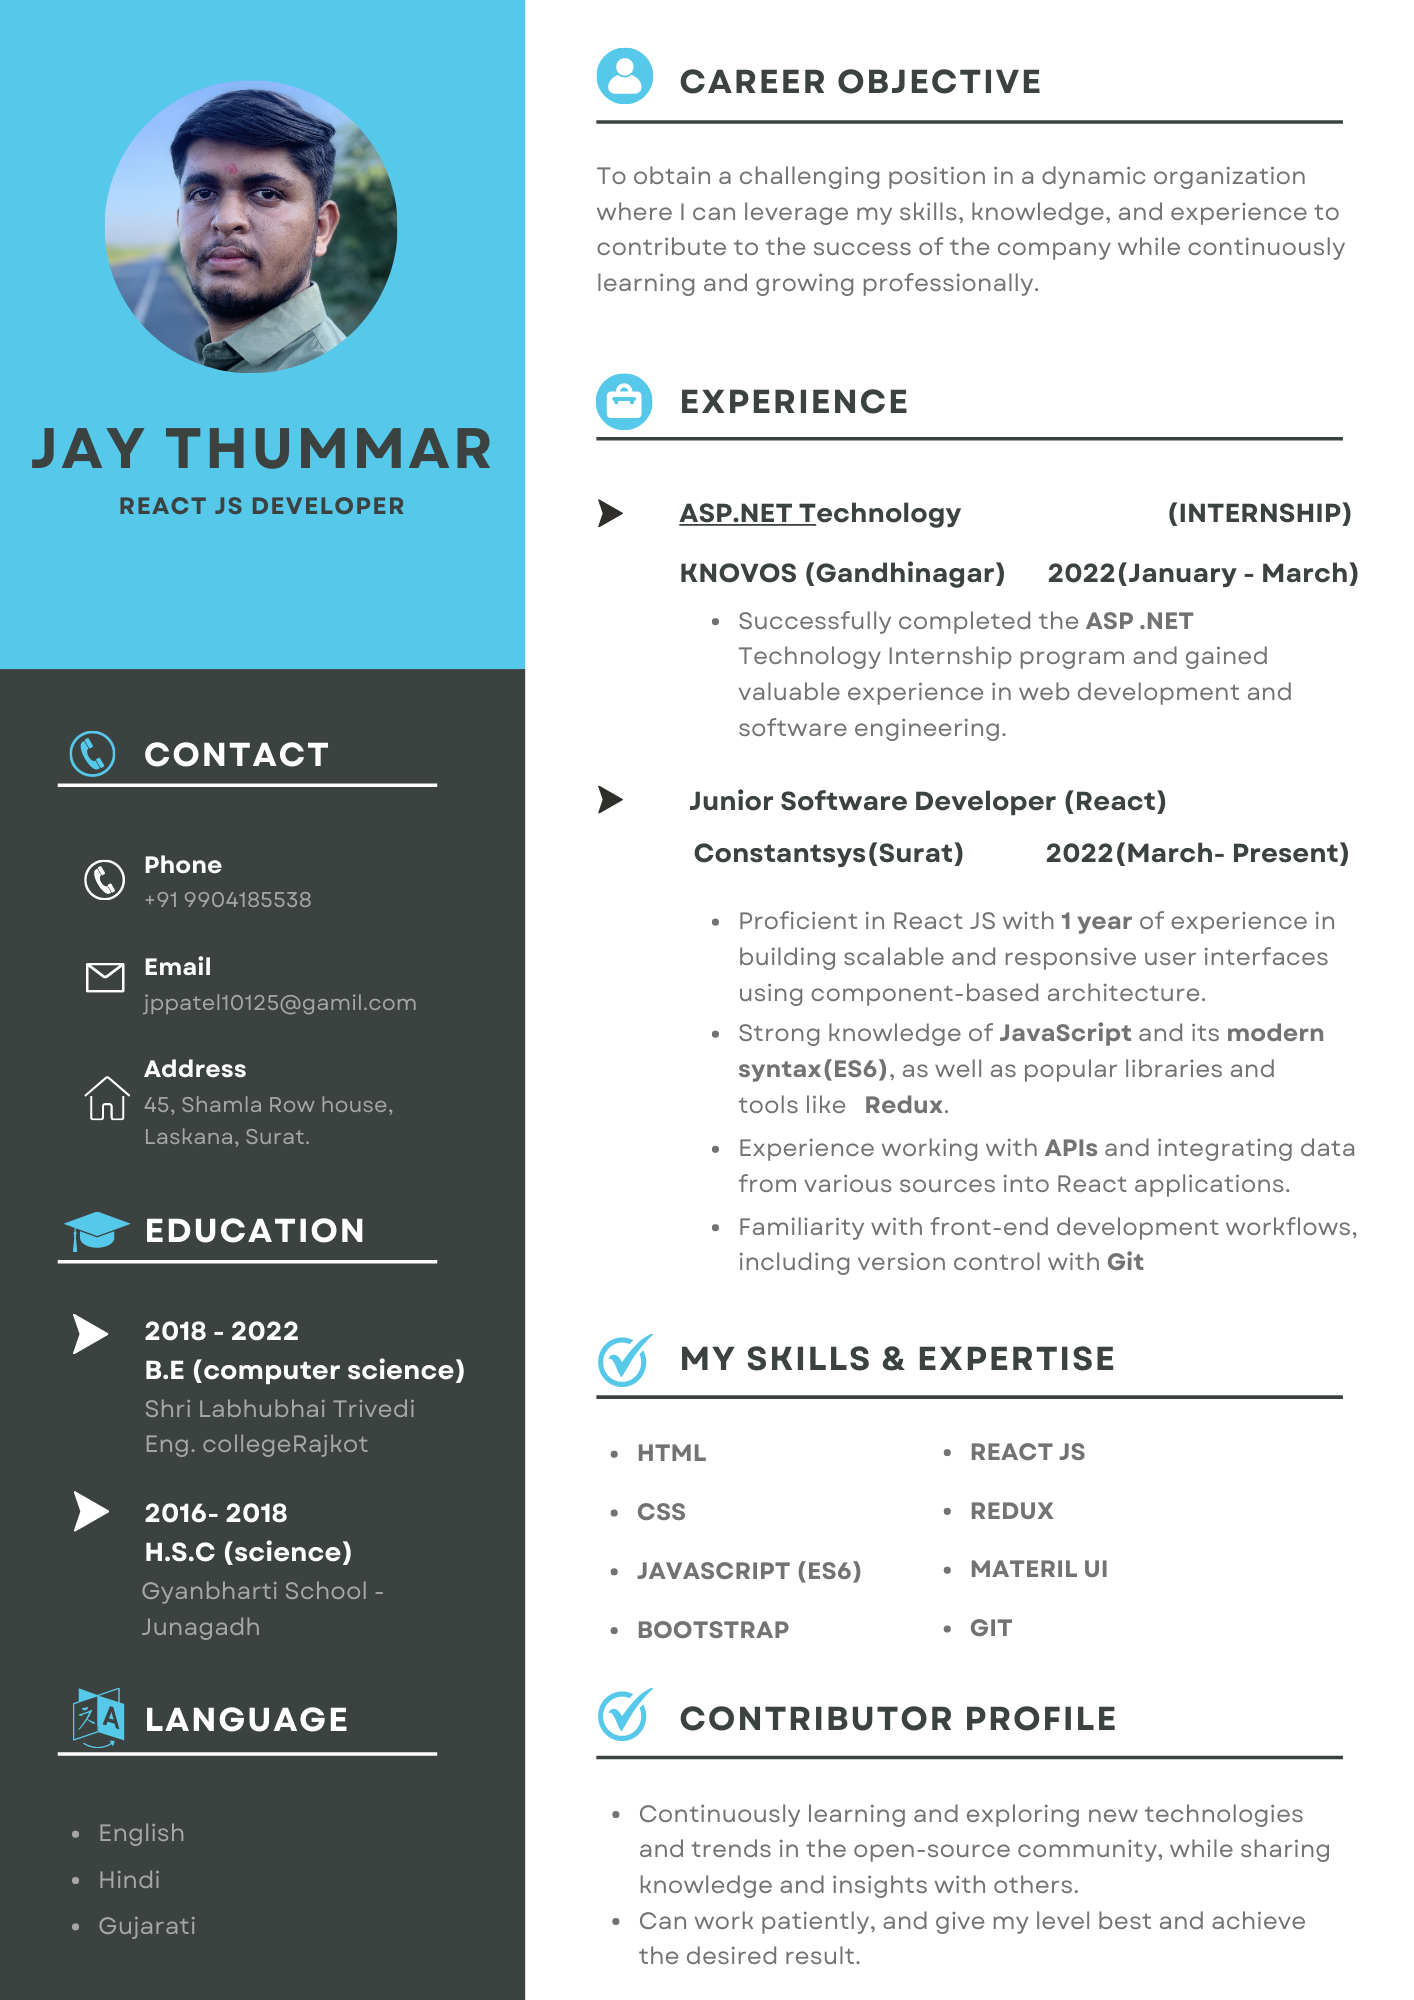 JAY THUMMAR
REACT JS DEVELOPER
CONTACT
Phone
+91 9904185538
Email
jppatel10125@gamil.com
Address
45, Shamla Row house,
Laskana, Surat.
EDUCATION
2018 - 2022
B.E (computer science)
Shri Labhubhai Trivedi
Eng. collegeRajkot
2016- 2018
H.S.C (science)
Gyanbharti School -
Junagadh
LANGUAGE
• English
• Hindi
• Gujarati
CAREER OBJECTIVE
To obtain a challenging position in a dynamic organization
where I can leverage my skills, knowledge, and experience to
contribute to the success of the company while continuously
learning and growing professionally.
EXPERIENCE
ASP.NET Technology (INTERNSHIP)
KNOVOS (Gandhinagar) 2022(January - March)
• Successfully completed the ASP .NET
Technology Internship program and gained
valuable experience in web development and
software engineering.
Junior Software Developer (React)
Constantsys(Surat) 2022(March- Present)
• Proficient in React JS with 1 year of experience in
building scalable and responsive user interfaces
using component-based architecture.
• Strong knowledge of JavaScript and its modern
syntax(ES6), as well as popular libraries and
tools like Redux.
• Experience working with APIs and integrating data
from various sources into React applications.
• Familiarity with front-end development workflows,
including version control with Git
MY SKILLS & EXPERTISE
• HTML
• CSS
• JAVASCRIPT (ES6)
• BOOTSTRAP
• REACT JS
• REDUX
• MATERIL UI
• GIT
CONTRIBUTOR PROFILE
• Continuously learning and exploring new technologies
and trends in the open-source community, while sharing
knowledge and insights with others.
• Can work patiently, and give my level best and achieve
the desired result.